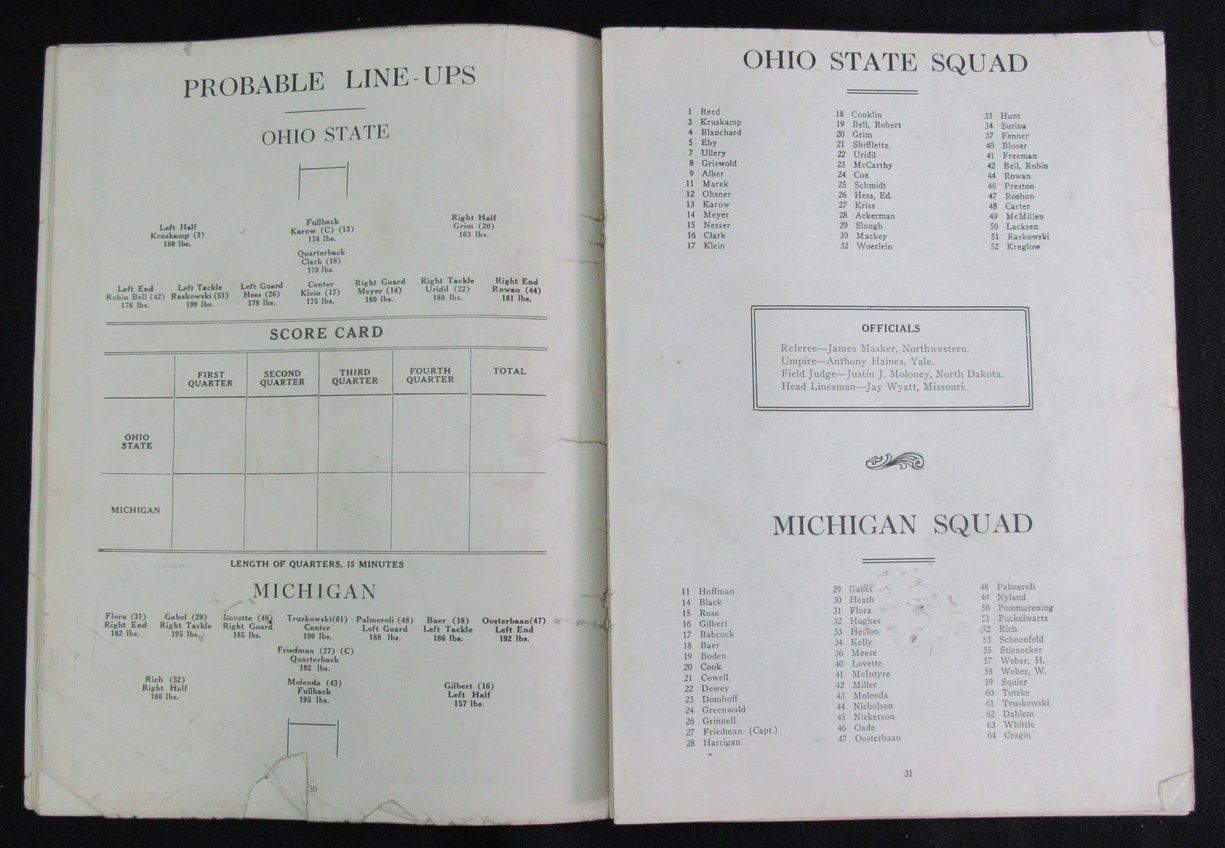 PROBABLE LINE-UPS
OHIO STATE
Left Half
Kruskamp (3)
180 lbs.
Fullback
Karow (C) (13)
174 lbs.
Right Half
Grim (20)
163 lbs.
Quarterback
Clark (16)
170 lbs.
Left End
Robin Bell (42)
176 lbs.
Left Tackle
Raskowski (51)
199 lbs.
Left Guard
Hess (26)
178 lbs.
Center
Klein (17)
175 lbs.
Right Guard
Meyer (14)
180 lbs.
Right Tackle
Uridil (22)
180 lbs.
Right End
Rowan (44)
181 lbs.
SCORE CARD
FIRST QUARTER
SECOND QUARTER
THIRD QUARTER
FOURTH QUARTER
TOTAL
OHIO STATE
MICHIGAN
LENGTH OF QUARTERS, 15 MINUTES
MICHIGAN
Flora (31)
Right End
182 lbs.
Gabel (29)
Right Tackle
195 lbs.
Lovette (40)
Right Guard
185 lbs.
Truskowski(61)
Center
190 lbs.
Palmeroli (48)
Left Guard
188 lbs.
Baer (18)
Left Tackle
186 lbs.
Oosterbaan(47)
Left End
192 lbs.
Friedman (27) (C)
Quarterback
182 lbs.
Rich (52)
Right Half
180 lbs.
Molenda (43)
Fullback
195 lbs.
Gilbert (16)
Left Half
157 lbs.
30
OHIO STATE SQUAD
1 Reed
3 Kruskamp
4 Blanchard
5 Eby
7 Ullery
8 Griswold
9 Alber
11 Marek
12 Ohsner
13 Karow
14 Meyer
15 Nesser
16 Clark
17 Klein
18 Conklin
19 Bell, Robert
20 Grim
21 Shifflette
22 Uridil
23 McCarthy
24 Cox
25 Schmidt
26 Hess, Ed.
27 Kriss
28 Ackerman
29 Slough
30 Mackey
32 Woerlein
33 Hunt
34 Surina
37 Fenner
40 Bloser
41 Freeman
42 Bell, Robin
44 Rowan
46 Preston
47 Roshon
48 Carter
49 McMillen
50 Lacksen
51 Raskowski
52 Kreglow
OFFICIALS
Referee—James Masker, Northwestern.
Umpire—Anthony Haines, Yale.
Field Judge—Justin J. Moloney, North Dakota.
Head Linesman—Jay Wyatt, Missouri.
MICHIGAN SQUAD
11 Hoffman
14 Black
15 Rose
16 Gilbert
17 Babcock
18 Baer
19 Boden
20 Cook
21 Cowell
22 Dewey
23 Domhoff
24 Greenwald
26 Grinnell
27 Friedman (Capt.)
28 Harrigan
29 Gabel
30 Heath
31 Flora
32 Hughes
33 Heston
34 Kelly
36 Meese
40 Lovette
41 McIntyre
42 Miller
43 Molenda
44 Nicholson
45 Nickerson
46 Oade
47 Oosterbaan
48 Palmeroli
49 Nyland
50 Pommerening
51 Puckelwartz
52 Rich
53 Schoenfeld
55 Stienecker
57 Weber, H.
58 Weber, W.
59 Squier
60 Totzke
61 Truskowski
62 Dahlem
63 Whittle
64 Cragin
31